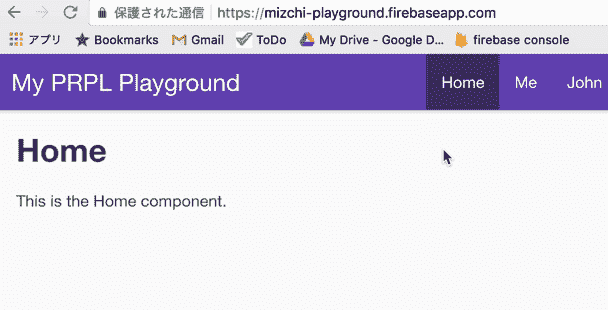 保護された通信 https://mizchi-playground.firebaseapp.com
アプリ Bookmarks Gmail ToDo My Drive - Google D... firebase console
My PRPL Playground Home Me John
Home
This is the Home component.